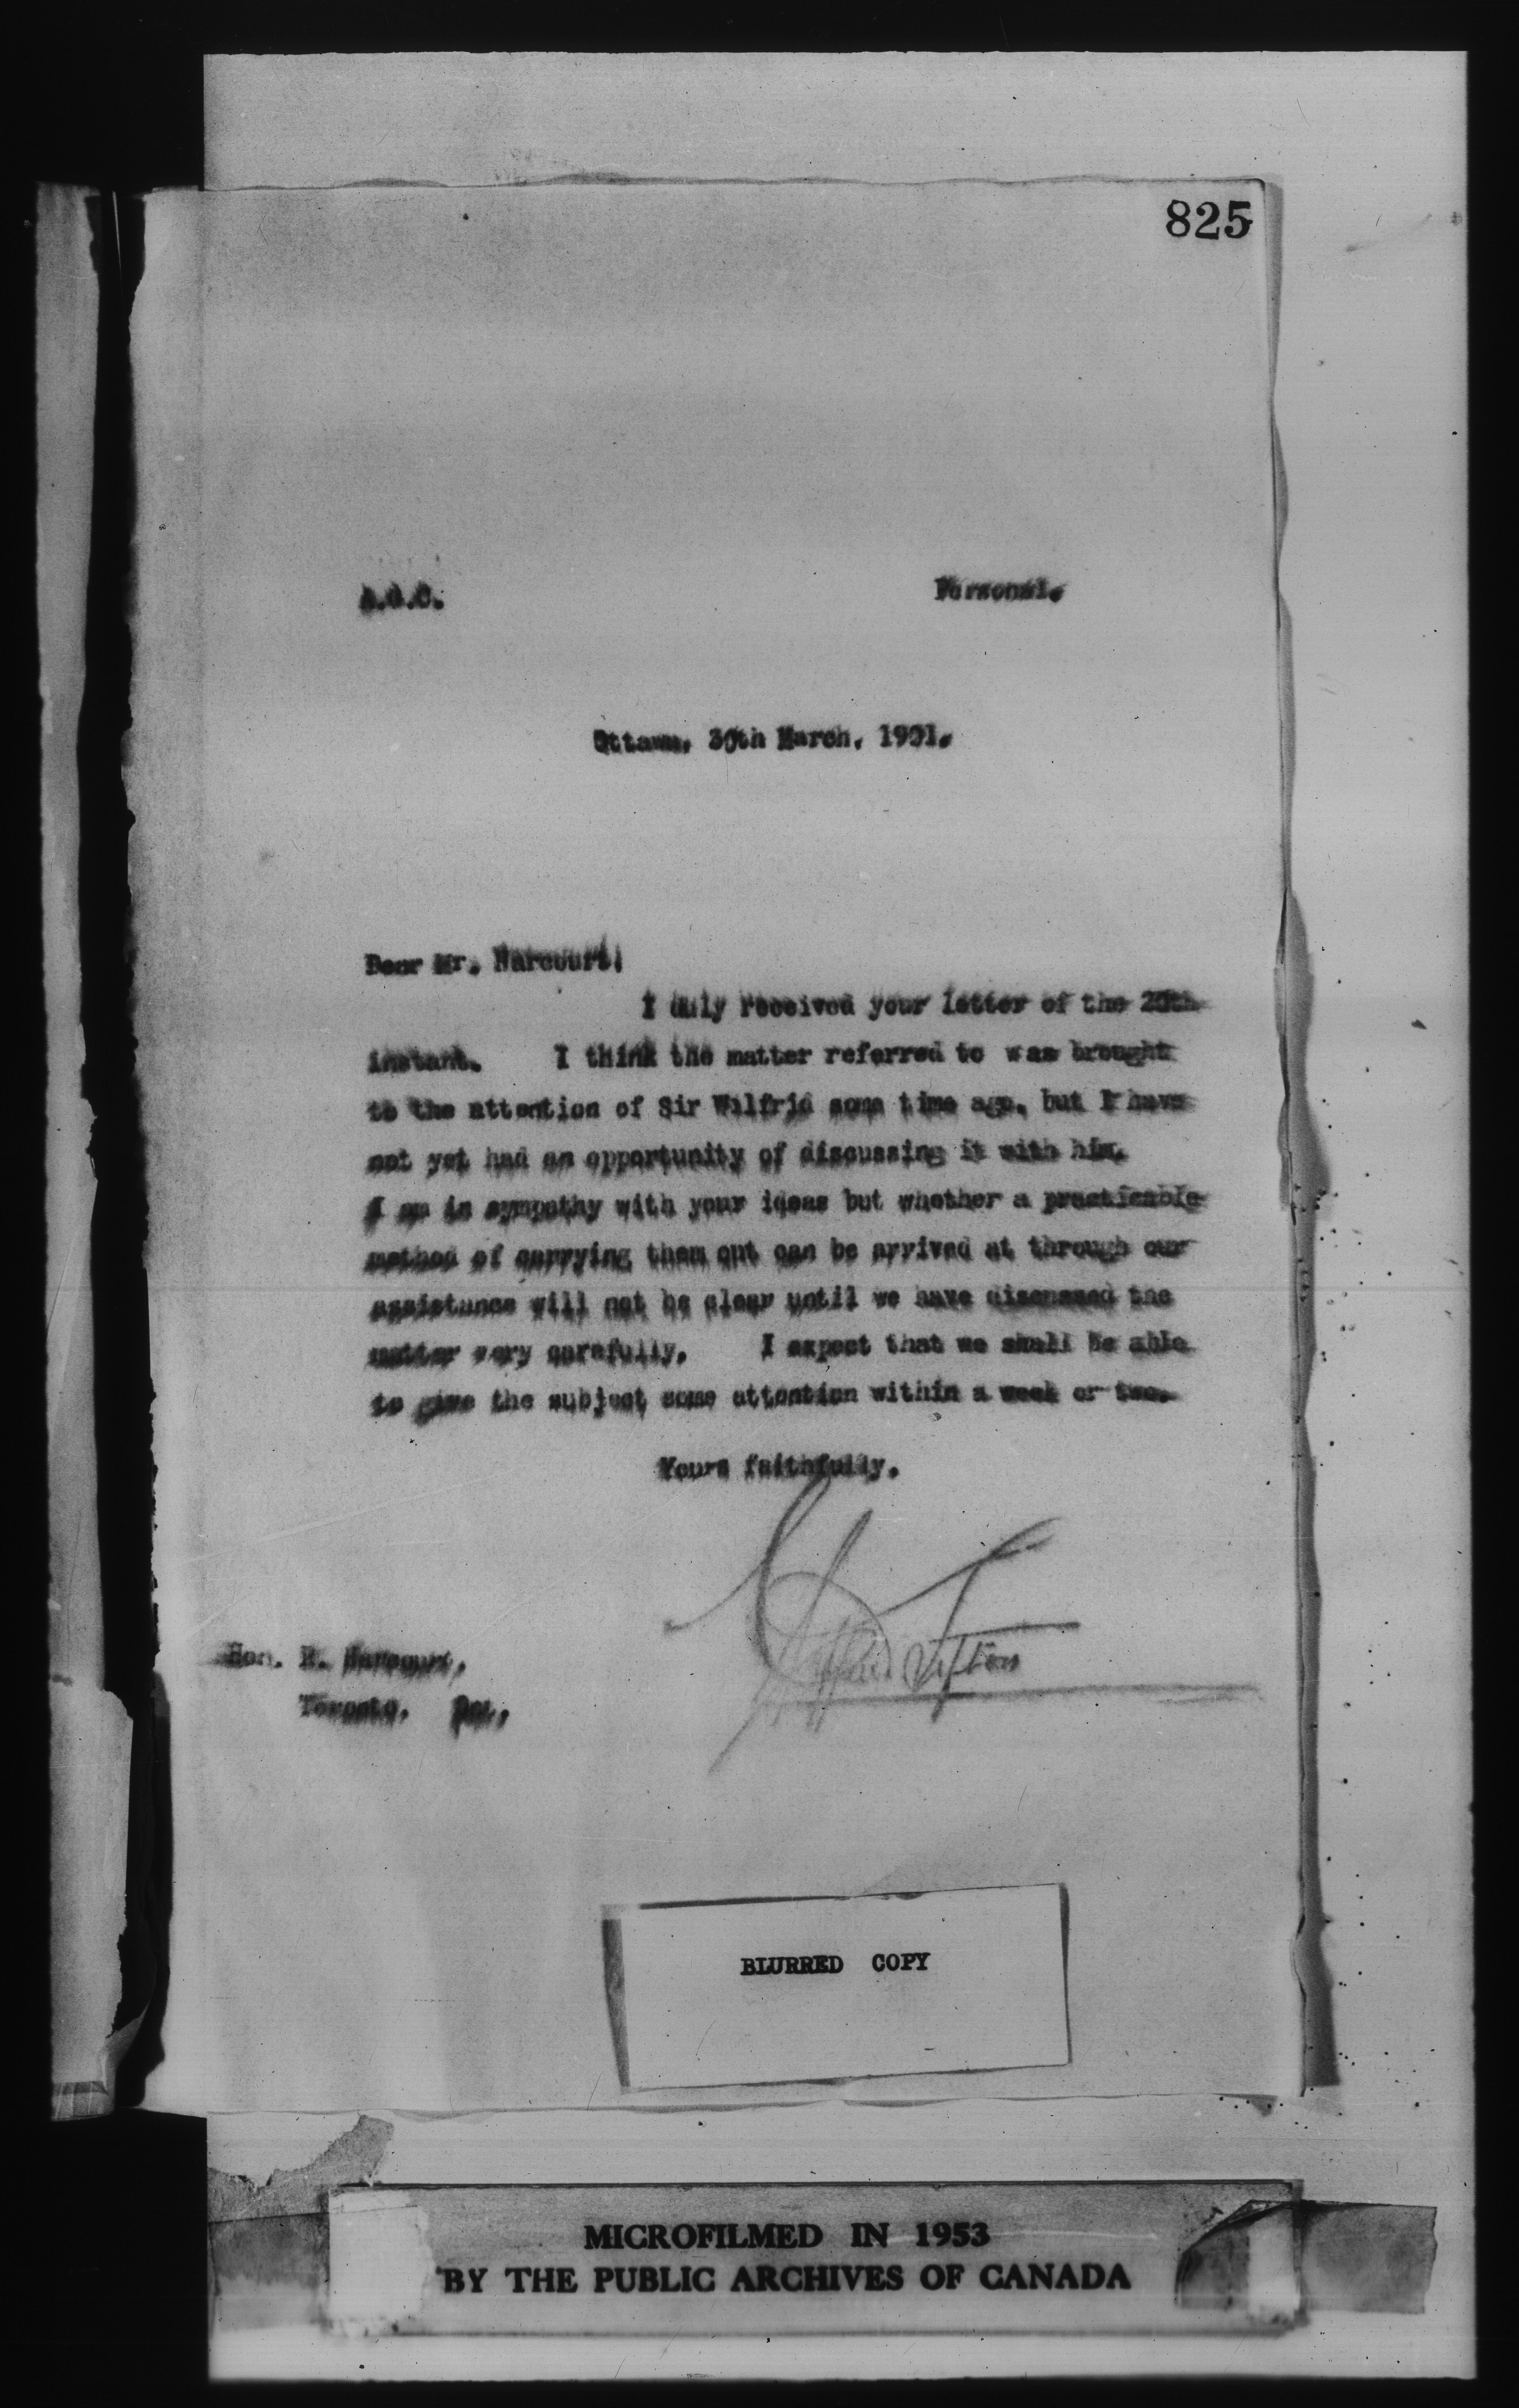 825
Personal.
Ottawa, 30th March, 1901.
Dear Mr. Harcourt,
I duly received your letter of the
instant. I think the matter referred to was brought
to the attention of Sir Wilfrid some time ago, but I have
not yet had an opportunity of discussing it with him.
I am in sympathy with your ideas but whether a practicable
method of carrying them out can be arrived at through our
assistance will not be clear until we have discussed the
matter very carefully. I expect that we shall be able
to give the subject some attention within a week or two.
Yours faithfully,
Clifford Sifton
Hon. R. Harcourt,
Toronto,
BLURRED COPY
MICROFILMED IN 1953
BY THE PUBLIC ARCHIVES OF CANADA